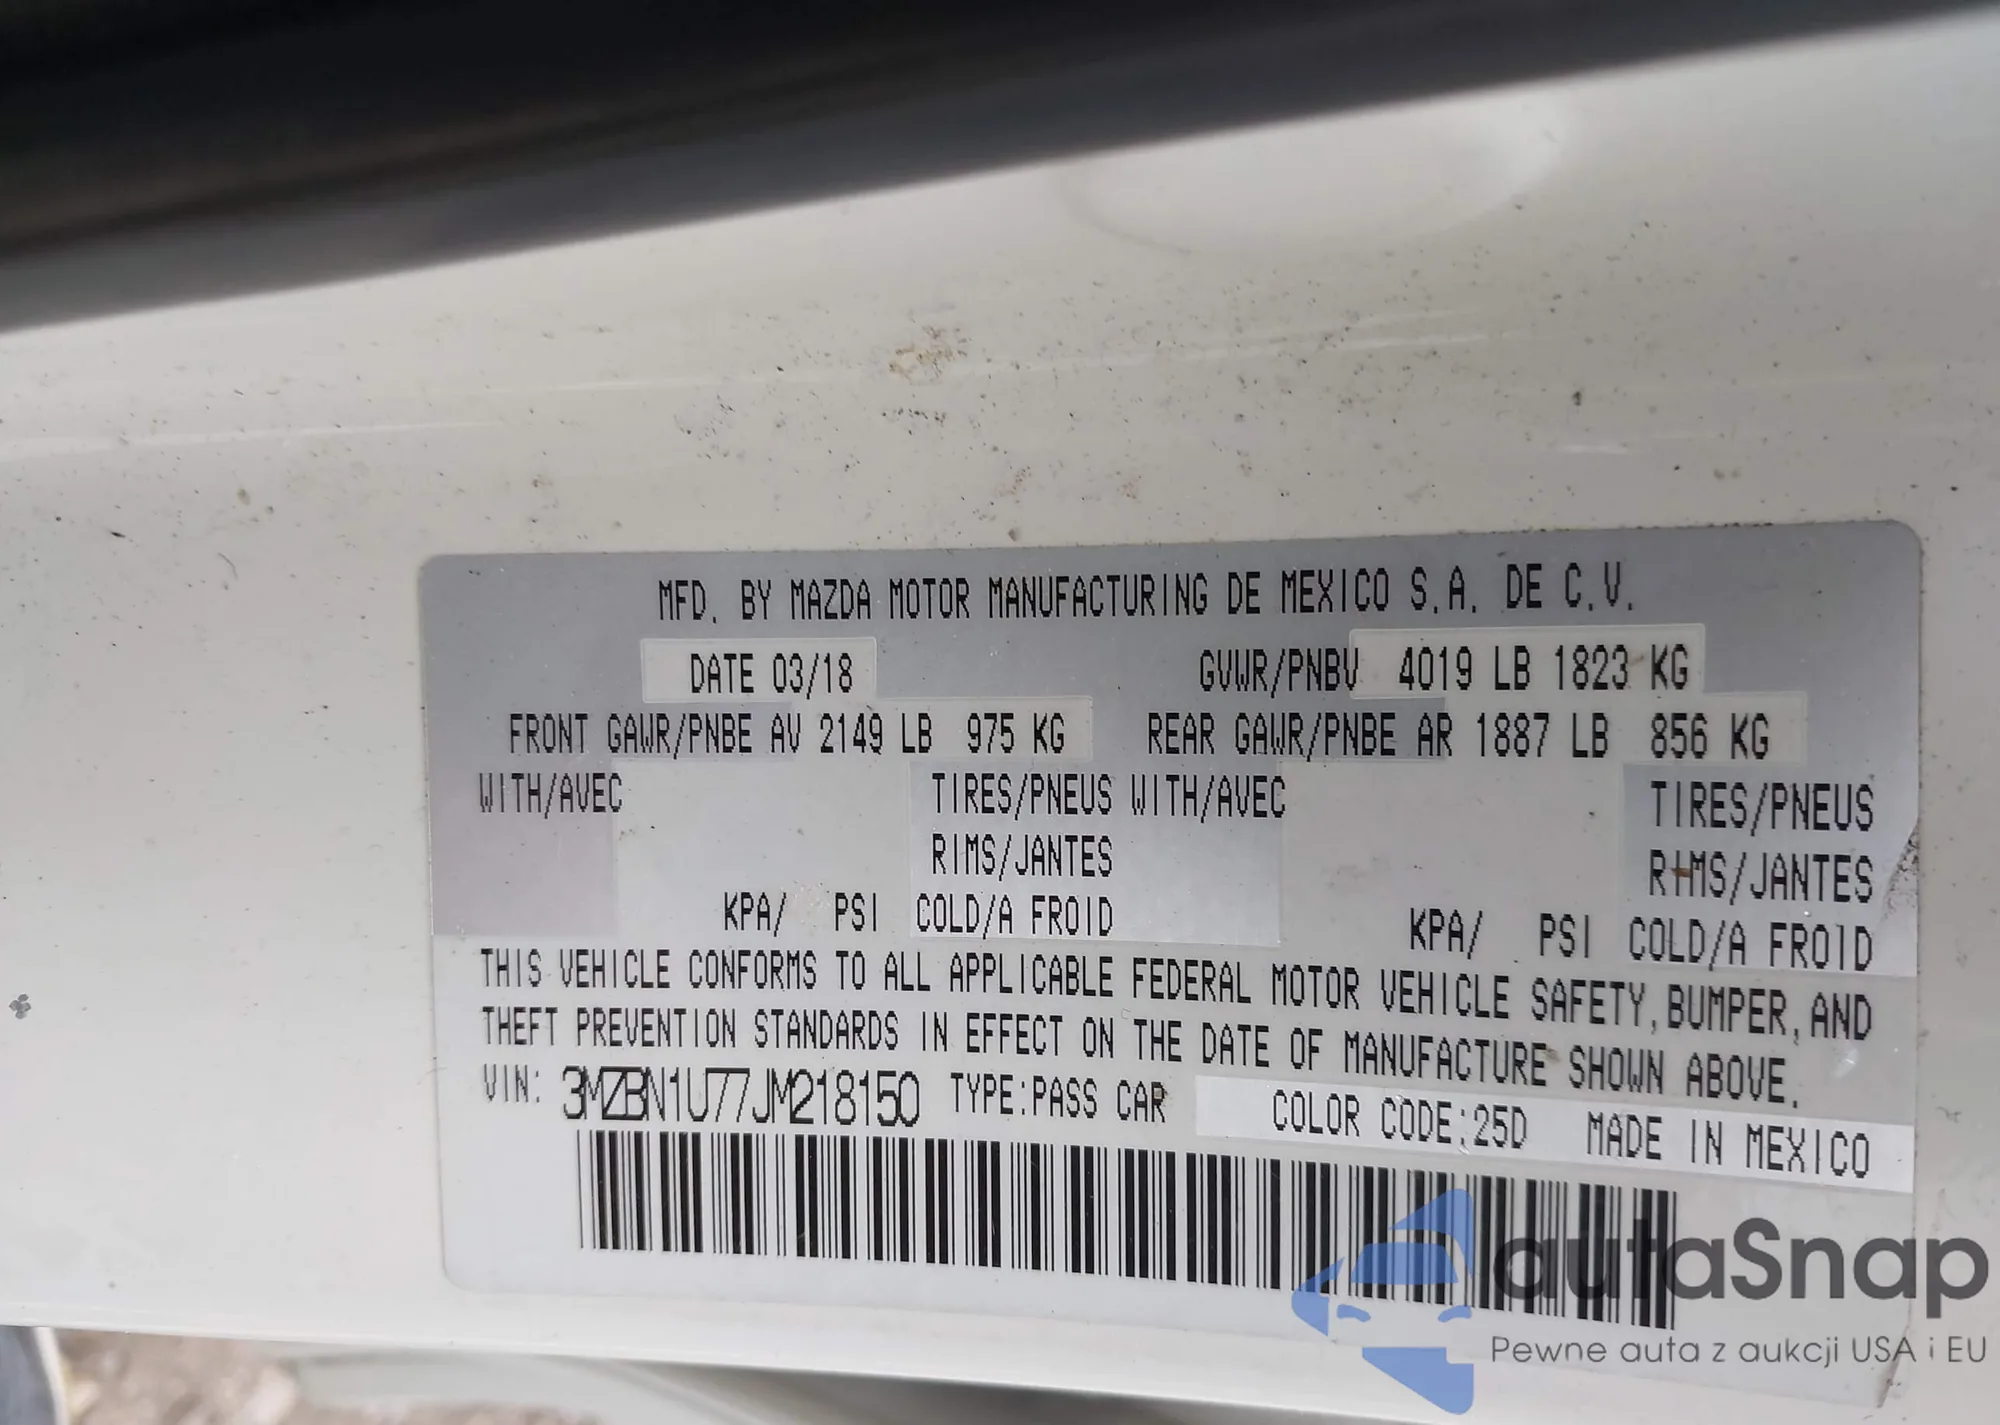 MFD. BY MAZDA MOTOR MANUFACTURING DE MEXICO S.A. DE C.V.
DATE 03/18 GVWR/PNBV 4019 LB 1823 KG
FRONT GAWR/PNBE AV 2149 LB 975 KG REAR GAWR/PNBE AR 1887 LB 856 KG
WITH/AVEC TIRES/PNEUS WITH/AVEC TIRES/PNEUS
RIMS/JANTES RIMS/JANTES
KPA/ PSI COLD/A FROID KPA/ PSI COLD/A FROID
THIS VEHICLE CONFORMS TO ALL APPLICABLE FEDERAL MOTOR VEHICLE SAFETY, BUMPER, AND
THEFT PREVENTION STANDARDS IN EFFECT ON THE DATE OF MANUFACTURE SHOWN ABOVE.
VIN: 3MZBN1U77JM218150 TYPE:PASS CAR COLOR CODE:25D MADE IN MEXICO
autaSnap
Pewne auta z aukcji USA i EU